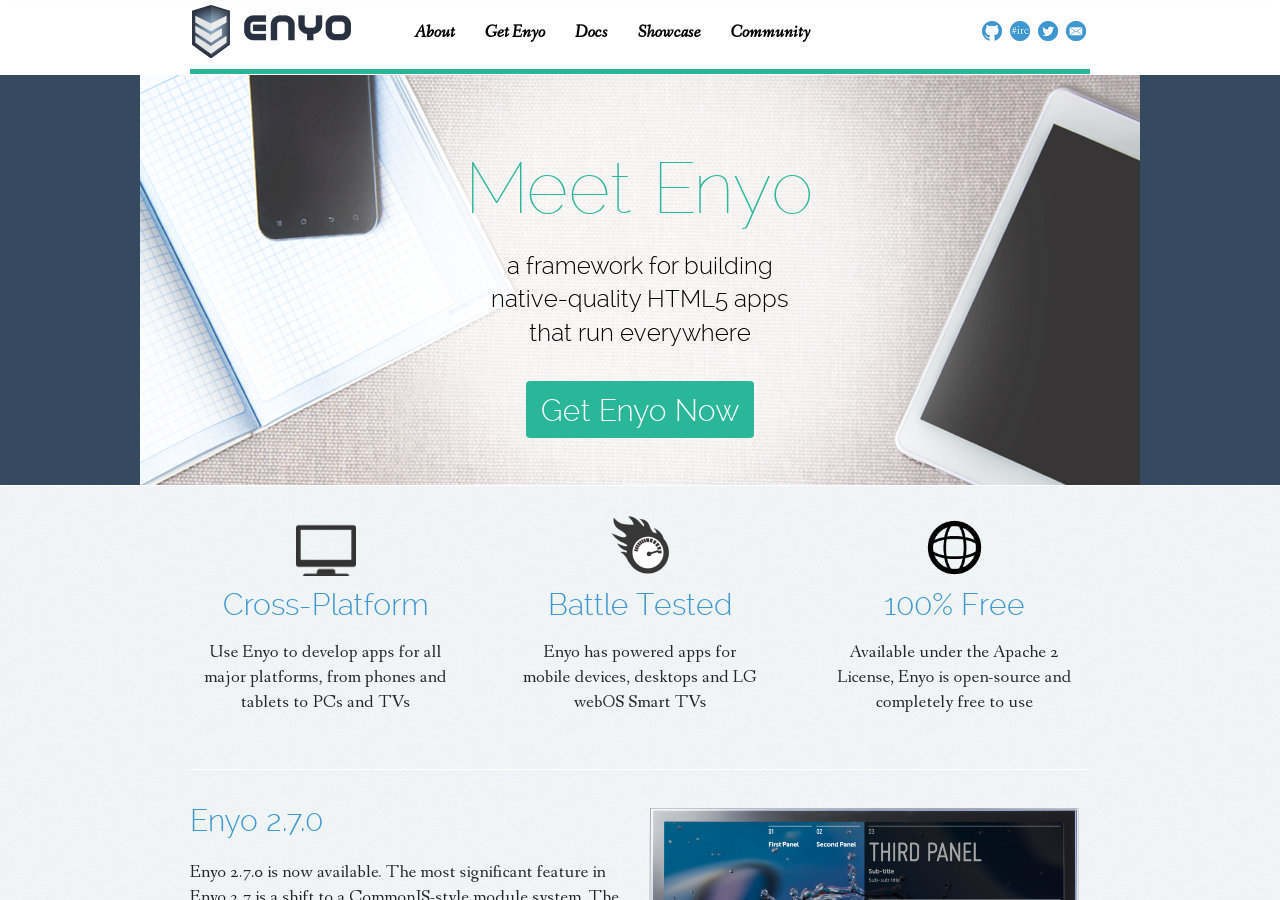 ENYO
About Get Enyo Docs Showcase Community
#irc
Meet Enyo
a framework for building
native-quality HTML5 apps
that run everywhere
Get Enyo Now
Cross-Platform
Use Enyo to develop apps for all
major platforms, from phones and
tablets to PCs and TVs
Battle Tested
Enyo has powered apps for
mobile devices, desktops and LG
webOS Smart TVs
100% Free
Available under the Apache 2
License, Enyo is open-source and
completely free to use
Enyo 2.7.0
Enyo 2.7.0 is now available. The most significant feature in
Enyo 2.7 is a shift to a CommonJS-style module system. The
01
First Panel
02
Second Panel
03
THIRD PANEL
Sub-title
Sub-sub title